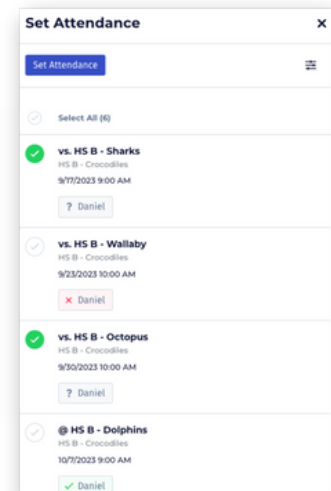 Set Attendance
Set Attendance
Select All (6)
vs. HS B - Sharks
HS B - Crocodiles
9/17/2023 9:00 AM
? Daniel
vs. HS B - Wallaby
HS B - Crocodiles
9/23/2023 10:00 AM
× Daniel
vs. HS B - Octopus
HS B - Crocodiles
9/30/2023 10:00 AM
? Daniel
@ HS B - Dolphins
HS B - Crocodiles
10/7/2023 9:00 AM
✓ Daniel